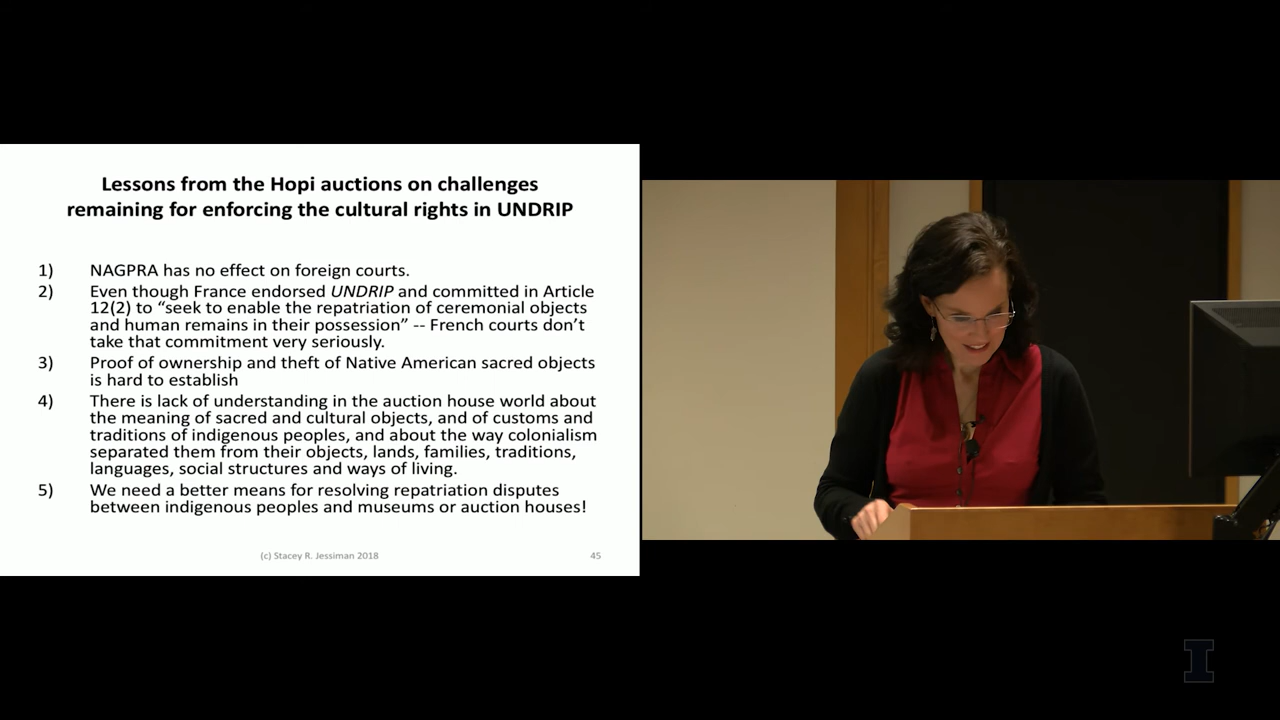 Lessons from the Hopi auctions on challenges
remaining for enforcing the cultural rights in UNDRIP
1) NAGPRA has no effect on foreign courts.
2) Even though France endorsed UNDRIP and committed in Article
12(2) to “seek to enable the repatriation of ceremonial objects
and human remains in their possession” -- French courts don’t
take that commitment very seriously.
3) Proof of ownership and theft of Native American sacred objects
is hard to establish
4) There is lack of understanding in the auction house world about
the meaning of sacred and cultural objects, and of customs and
traditions of indigenous peoples, and about the way colonialism
separated them from their objects, lands, families, traditions,
languages, social structures and ways of living.
5) We need a better means for resolving repatriation disputes
between indigenous peoples and museums or auction houses!
(c) Stacey R. Jessiman 2018 45
I